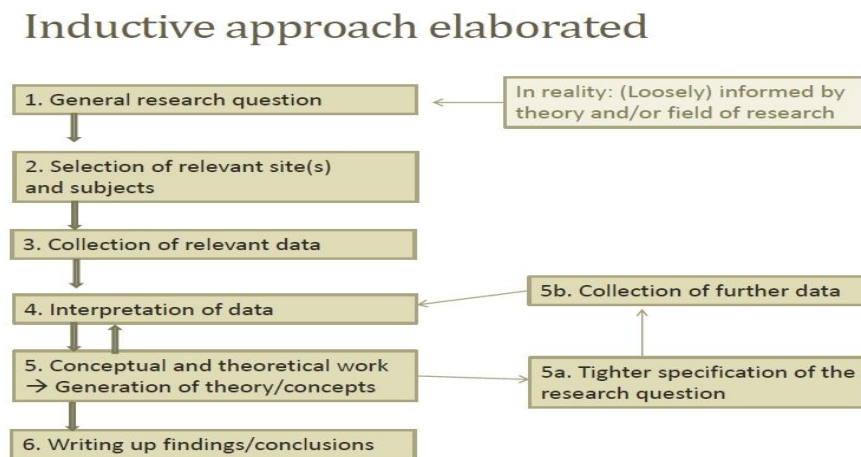 Inductive approach elaborated
1. General research question
In reality: (Loosely) informed by
theory and/or field of research
2. Selection of relevant site(s)
and subjects
3. Collection of relevant data
4. Interpretation of data
5b. Collection of further data
5. Conceptual and theoretical work
→ Generation of theory/concepts
5a. Tighter specification of the
research question
6. Writing up findings/conclusions